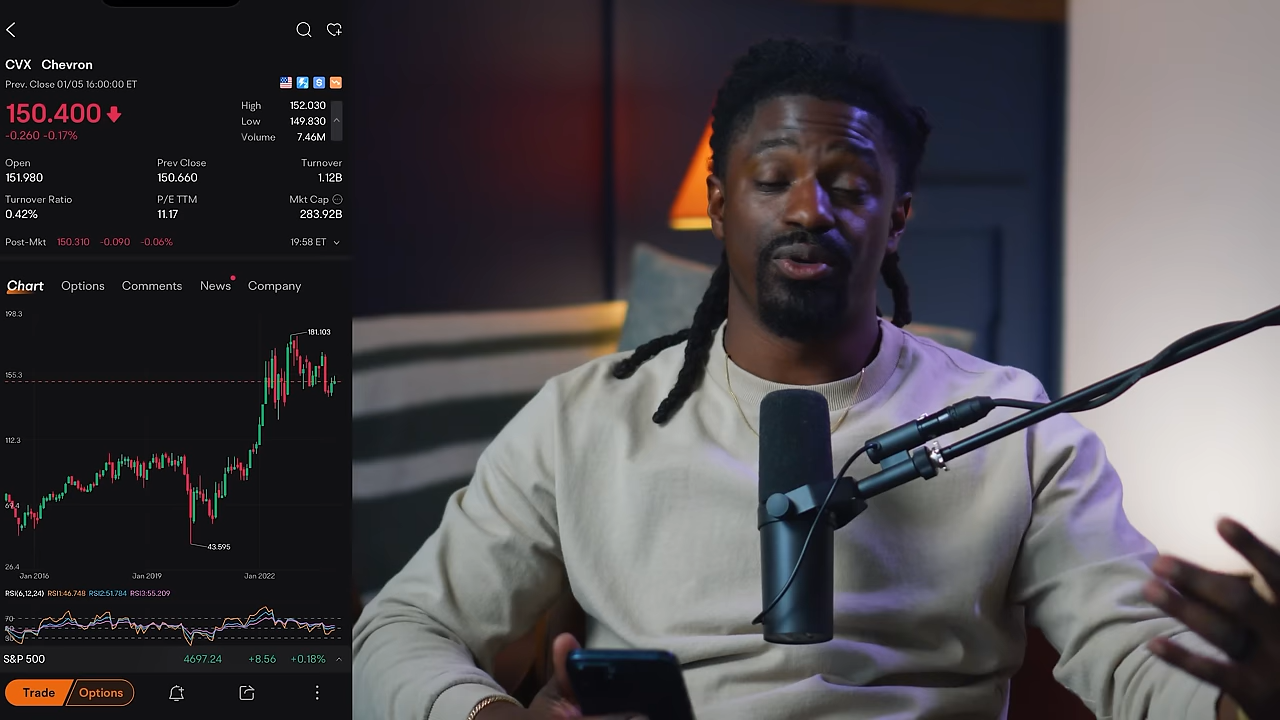 CVX Chevron
Prev. Close 01/05 16:00:00 ET
150.400
-0.260 -0.17%
High 152.030
Low 149.830
Volume 7.46M
Open Prev Close Turnover
151.980 150.660 1.12B
Turnover Ratio P/E TTM Mkt Cap
0.42% 11.17 283.92B
Post-Mkt 150.310 -0.090 -0.06% 19:58 ET
Chart Options Comments News Company
198.3
181.103
155.3
112.3
69.4
43.595
26.4
Jan 2016 Jan 2019 Jan 2022
RSI(6,12,24) RSI1:46.748 RSI2:51.784 RSI3:55.209
70
30
S&P 500 4697.24 +8.56 +0.18%
Trade Options